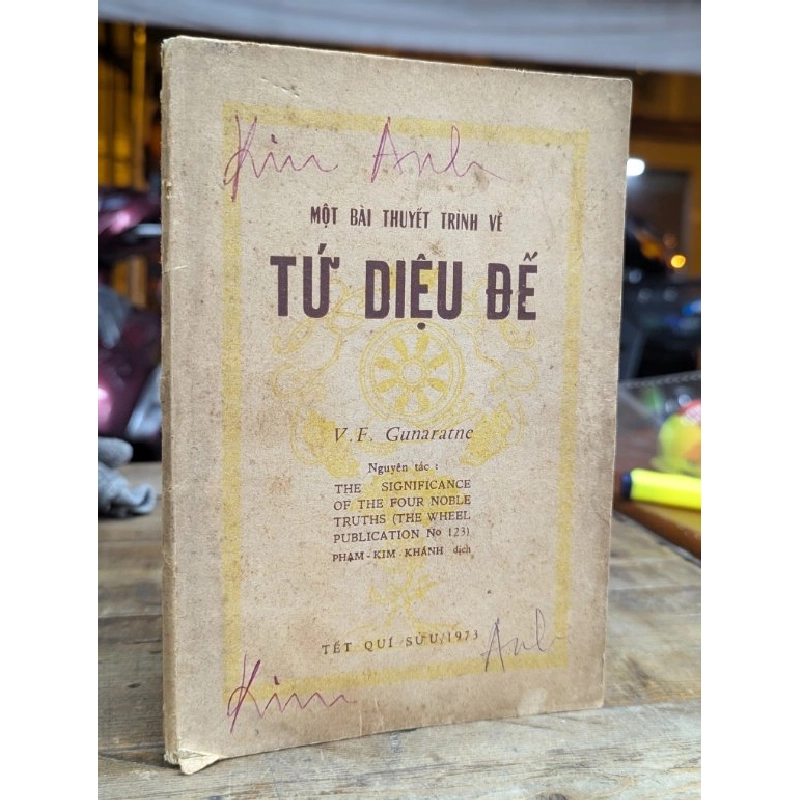 Kim Anh
MỘT BÀI THUYẾT TRÌNH VỀ
TỨ DIỆU ĐẾ
V.F. Gunaratne
Nguyên tác :
THE SIGNIFICANCE
OF THE FOUR NOBLE
TRUTHS (THE WHEEL
PUBLICATION No 123)
PHẠM-KIM KHÁNH dịch
TẾT QUÍ SỬU/1973
Anh
Kim